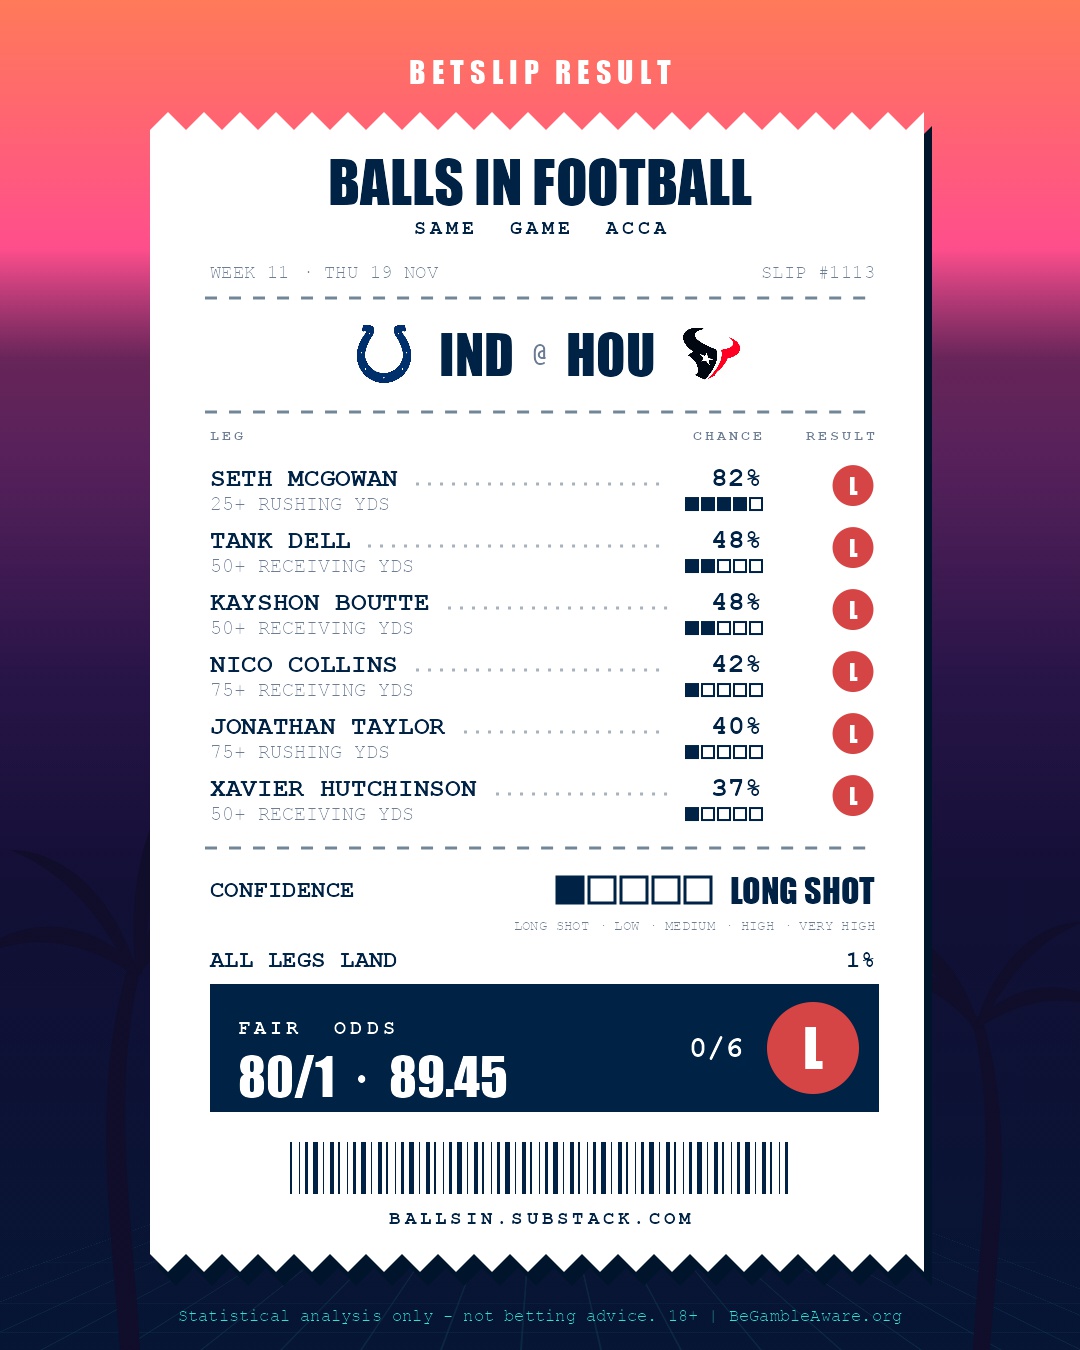 BETSLIP RESULT
BALLS IN FOOTBALL
SAME GAME ACCA
WEEK 11 · THU 19 NOV SLIP #1113
IND @ HOU
LEG CHANCE RESULT
SETH MCGOWAN 82% L
25+ RUSHING YDS
TANK DELL 48% L
50+ RECEIVING YDS
KAYSHON BOUTTE 48% L
50+ RECEIVING YDS
NICO COLLINS 42% L
75+ RECEIVING YDS
JONATHAN TAYLOR 40% L
75+ RUSHING YDS
XAVIER HUTCHINSON 37% L
50+ RECEIVING YDS
CONFIDENCE LONG SHOT
LONG SHOT · LOW · MEDIUM · HIGH · VERY HIGH
ALL LEGS LAND 1%
FAIR ODDS
80/1 · 89.45 0/6 L
BALLSIN.SUBSTACK.COM
Statistical analysis only - not betting advice. 18+ | BeGambleAware.org